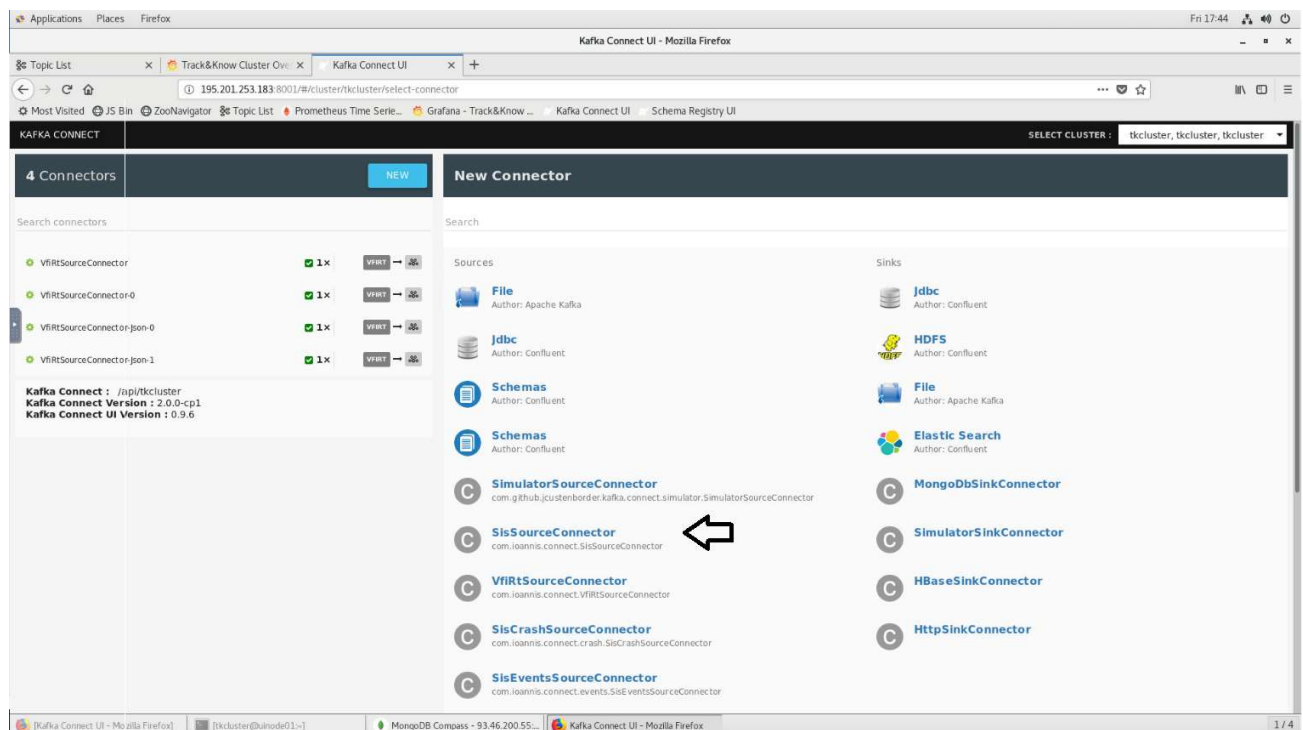 Applications Places Firefox Fri 17:44
Kafka Connect UI - Mozilla Firefox
Topic List × Track&Know Cluster Ove × Kafka Connect UI × +
195.201.253.183:8001/#/cluster/tkcluster/select-connector
Most Visited JS Bin ZooNavigator Topic List Prometheus Time Serie... Grafana - Track&Know ... Kafka Connect UI Schema Registry UI
KAFKA CONNECT SELECT CLUSTER : tkcluster, tkcluster, tkcluster
4 Connectors NEW
Search connectors
VfiRtSourceConnector 1× VFIRT
VfiRtSourceConnector-0 1× VFIRT
VfiRtSourceConnector-json-0 1× VFIRT
VfiRtSourceConnector-json-1 1× VFIRT
Kafka Connect : /api/tkcluster
Kafka Connect Version : 2.0.0-cp1
Kafka Connect UI Version : 0.9.6
New Connector
Search
Sources
File
Author: Apache Kafka
Jdbc
Author: Confluent
Schemas
Author: Confluent
Schemas
Author: Confluent
SimulatorSourceConnector
com.github.jcustenborder.kafka.connect.simulator.SimulatorSourceConnector
SisSourceConnector
com.ioannis.connect.SisSourceConnector
VfiRtSourceConnector
com.ioannis.connect.VfiRtSourceConnector
SisCrashSourceConnector
com.ioannis.connect.crash.SisCrashSourceConnector
SisEventsSourceConnector
com.ioannis.connect.events.SisEventsSourceConnector
Sinks
Jdbc
Author: Confluent
HDFS
Author: Confluent
File
Author: Apache Kafka
Elastic Search
Author: Confluent
MongoDbSinkConnector
SimulatorSinkConnector
HBaseSinkConnector
HttpSinkConnector
[Kafka Connect UI - Mozilla Firefox] [tkcluster@uinode01:~] MongoDB Compass - 93.46.200.55:... Kafka Connect UI - Mozilla Firefox 1 / 4